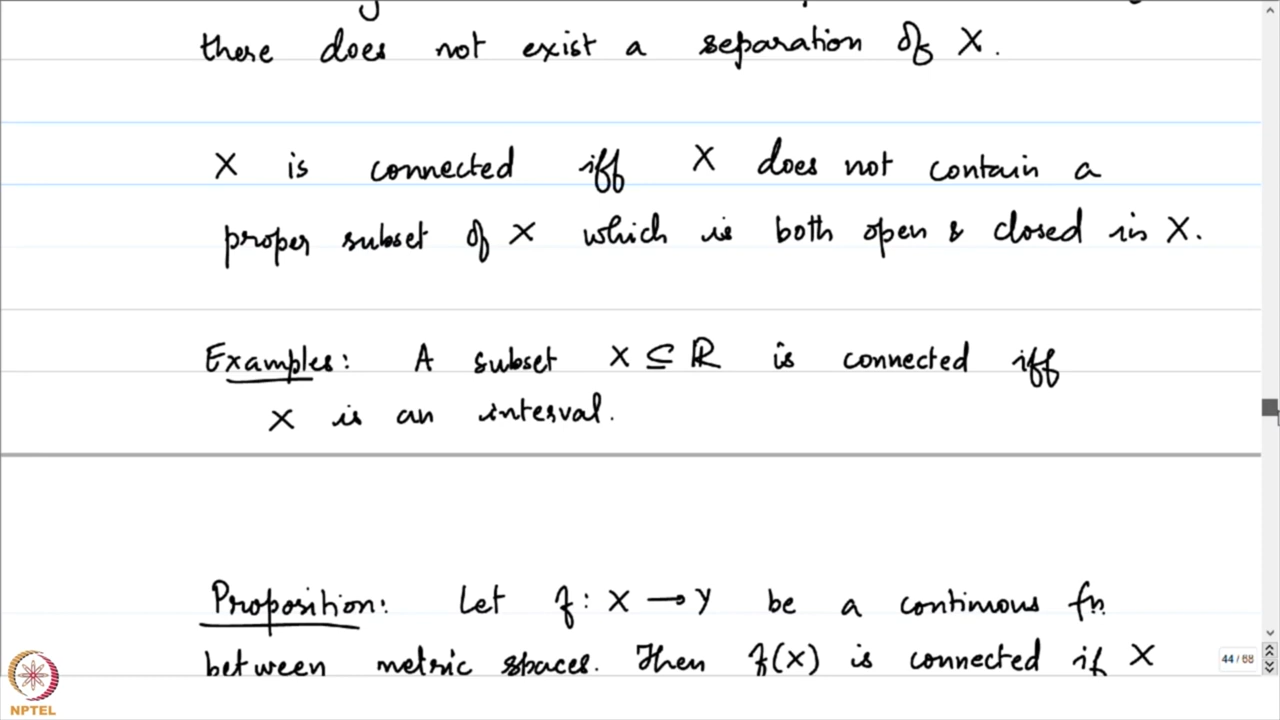 there does not exist a separation of X.
X is connected iff X does not contain a
proper subset of X which is both open & closed in X.
Examples: A subset X ⊆ ℝ is connected iff
X is an interval.
Proposition: Let f: X → Y be a continuous fn.
between metric spaces. Then f(X) is connected if X
44 / 68
NPTEL